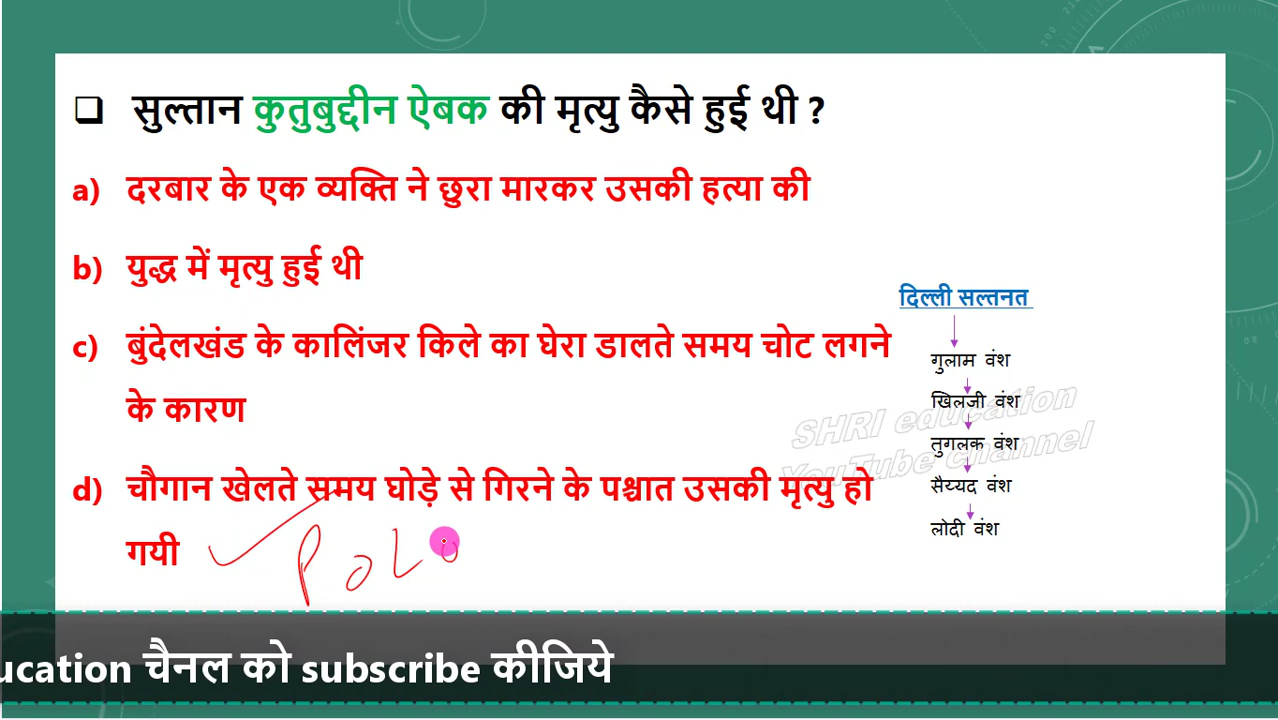 ❑ सुल्तान कुतुबुद्दीन ऐबक की मृत्यु कैसे हुई थी ?
a) दरबार के एक व्यक्ति ने छुरा मारकर उसकी हत्या की
b) युद्ध में मृत्यु हुई थी
c) बुंदेलखंड के कालिंजर किले का घेरा डालते समय चोट लगने
के कारण
d) चौगान खेलते समय घोड़े से गिरने के पश्चात उसकी मृत्यु हो
गयी
Polo
दिल्ली सल्तनत
गुलाम वंश
खिलजी वंश
तुगलक वंश
सैय्यद वंश
लोदी वंश
SHRI education
YouTube channel
ucation चैनल को subscribe कीजिये